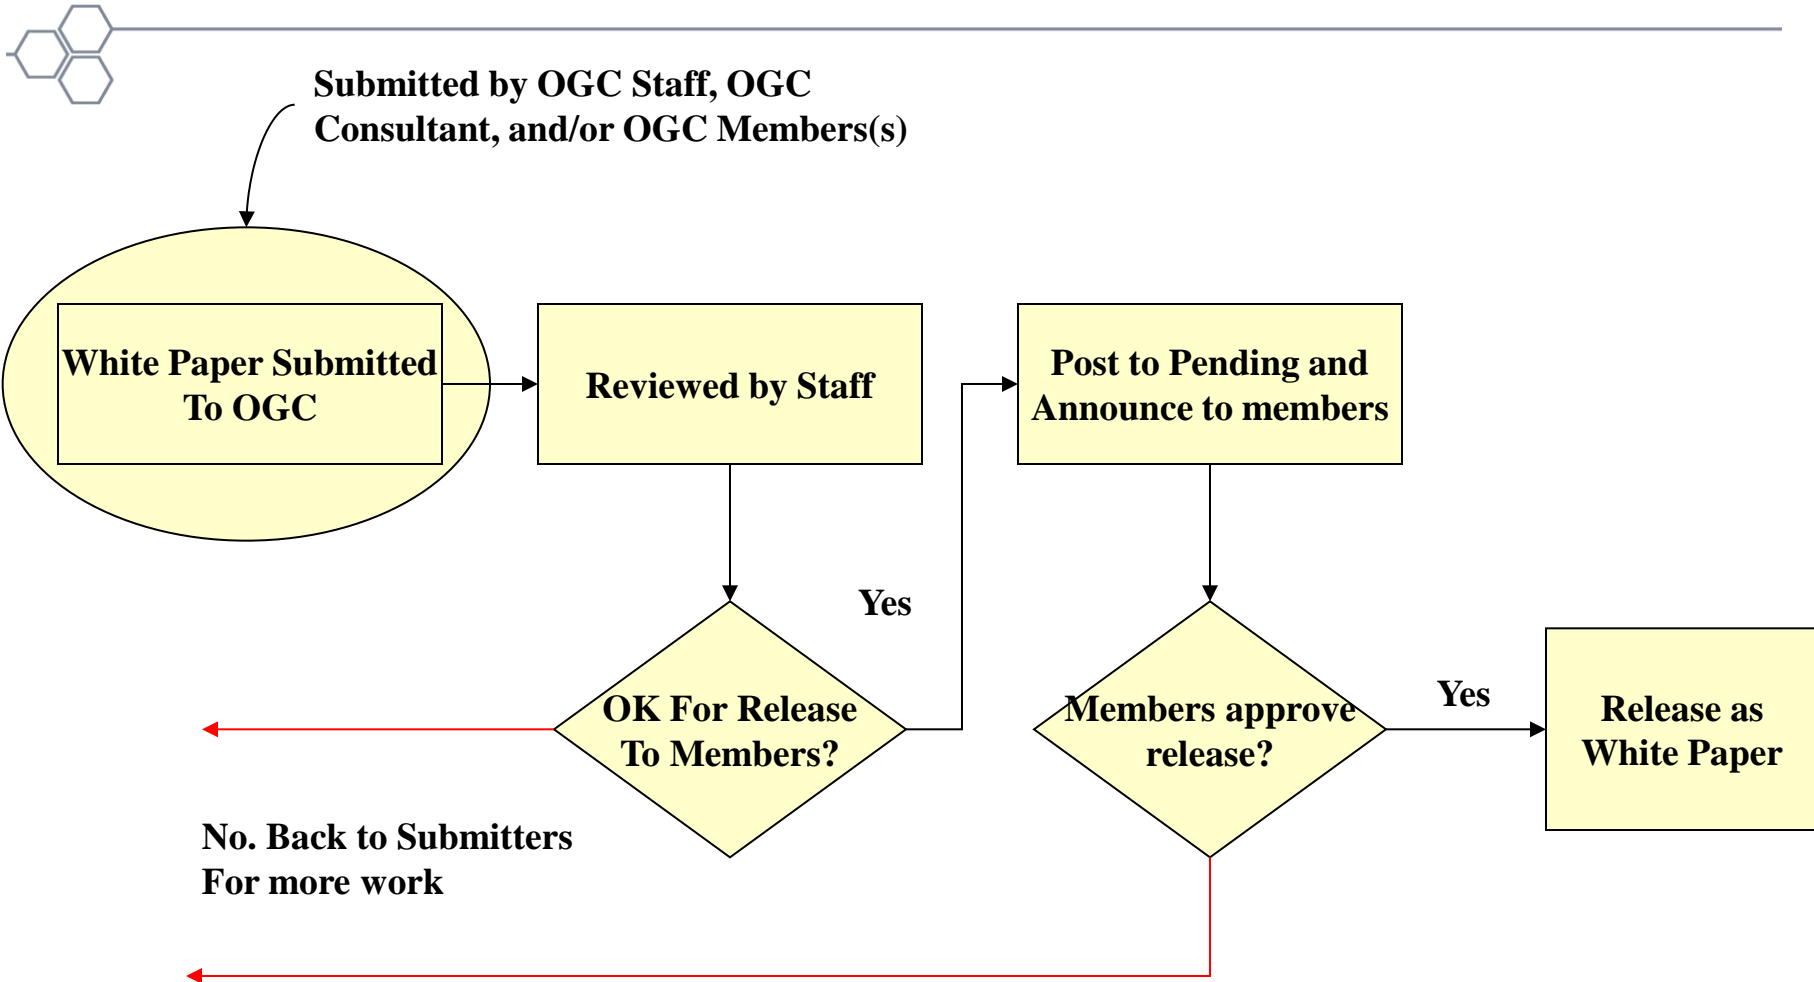 Submitted by OGC Staff, OGC
Consultant, and/or OGC Members(s)
White Paper Submitted
To OGC
Reviewed by Staff
Post to Pending and
Announce to members
Yes
OK For Release
To Members?
Members approve
release?
Yes
Release as
White Paper
No. Back to Submitters
For more work